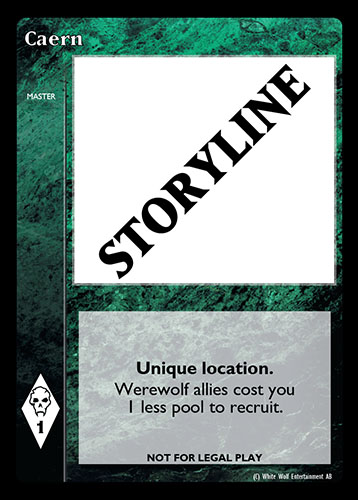 Caern
MASTER
STORYLINE
Unique location.
Werewolf allies cost you
1 less pool to recruit.
1
NOT FOR LEGAL PLAY
(C) White Wolf Entertainment AB